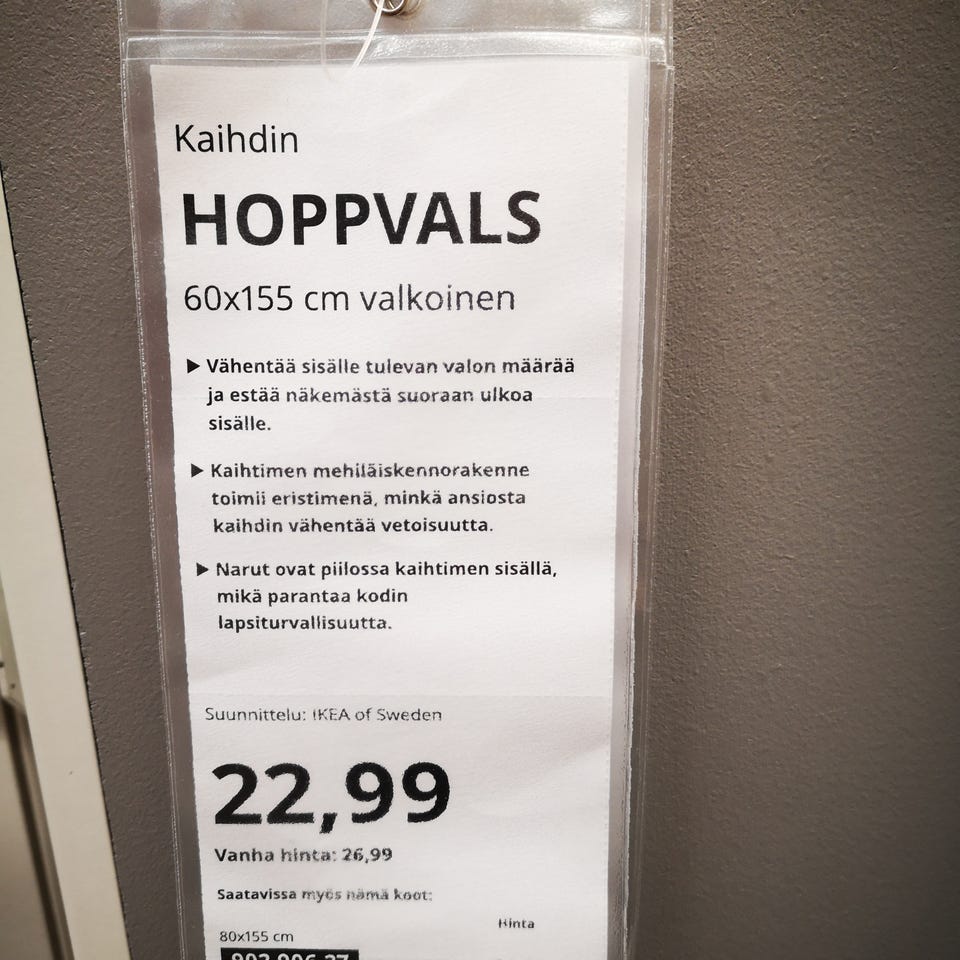 Kaihdin
HOPPVALS
60x155 cm valkoinen
▶ Vähentää sisälle tulevan valon määrää
ja estää näkemästä suoraan ulkoa
sisälle.
▶ Kaihtimen mehiläiskennorakenne
toimii eristimenä, minkä ansiosta
kaihdin vähentää vetoisuutta.
▶ Narut ovat piilossa kaihtimen sisällä,
mikä parantaa kodin
lapsiturvallisuutta.
Suunnittelu: IKEA of Sweden
22,99
Vanha hinta: 26,99
Saatavissa myös nämä koot:
Hinta
80x155 cm